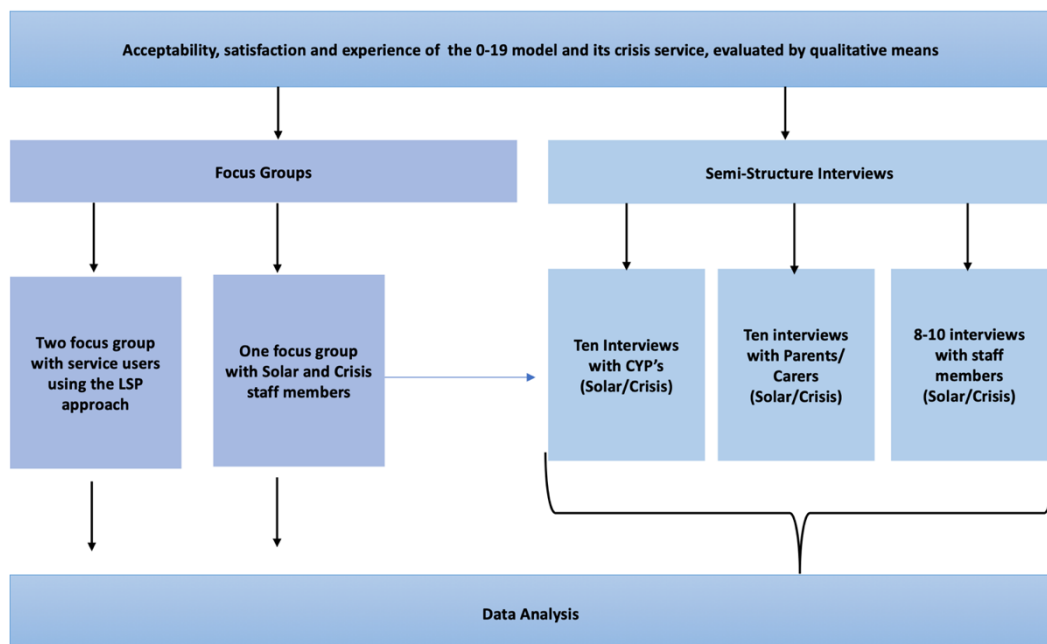 Acceptability, satisfaction and experience of the 0-19 model and its crisis service, evaluated by qualitative means
Focus Groups
Semi-Structure Interviews
Two focus group
with service users
using the LSP
approach
One focus group
with Solar and Crisis
staff members
Ten Interviews
with CYP's
(Solar/Crisis)
Ten interviews
with Parents/
Carers
(Solar/Crisis)
8-10 interviews
with staff
members
(Solar/Crisis)
Data Analysis